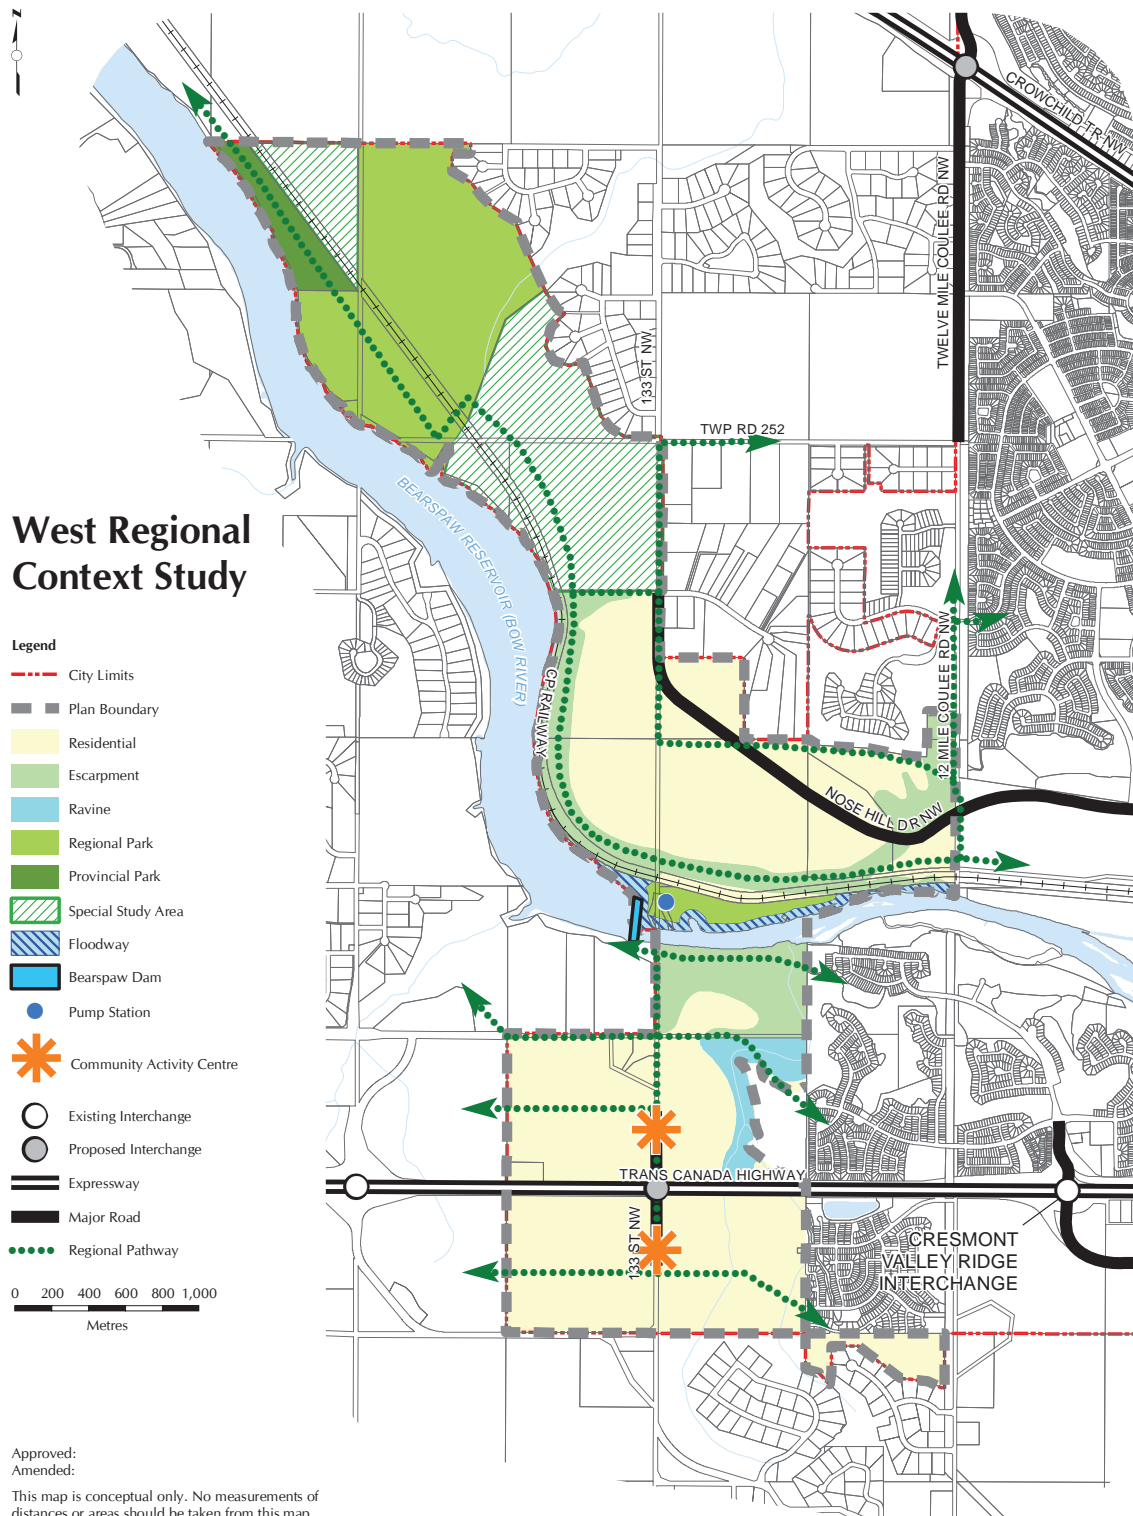 N
CROWCHILD TR NW
TWELVE MILE COULEE RD NW
133 ST NW
TWP RD 252
BEARSPAW RESERVOIR (BOW RIVER)
West Regional
Context Study
Legend
City Limits
Plan Boundary
Residential
Escarpment
Ravine
Regional Park
Provincial Park
Special Study Area
Floodway
Bearspaw Dam
Pump Station
Community Activity Centre
Existing Interchange
Proposed Interchange
Expressway
Major Road
Regional Pathway
0 200 400 600 800 1,000
Metres
CP RAILWAY
12 MILE COULEE RD NW
NOSE HILL DR NW
TRANS CANADA HIGHWAY
133 ST NW
CRESMONT
VALLEY RIDGE
INTERCHANGE
Approved:
Amended:
This map is conceptual only. No measurements of
distances or areas should be taken from this map.